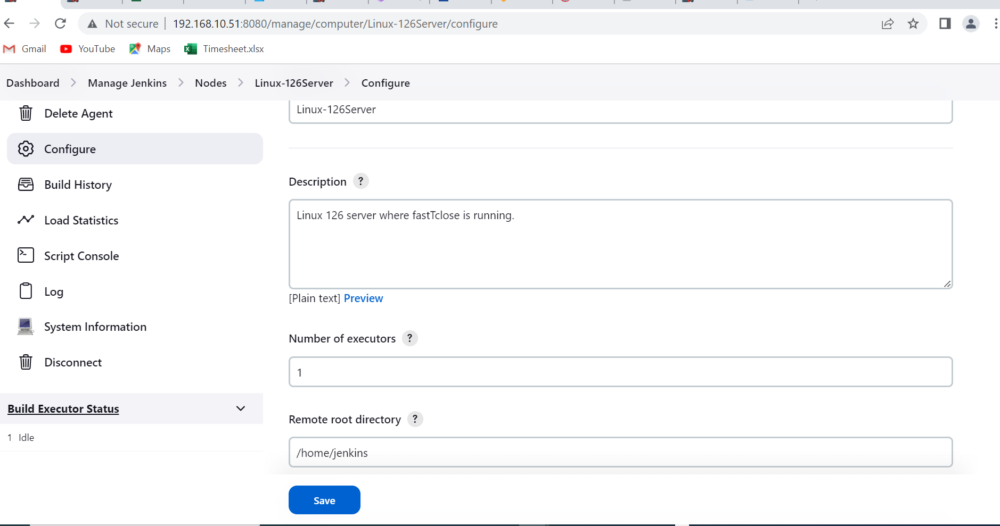 Not secure | 192.168.10.51:8080/manage/computer/Linux-126Server/configure
Gmail YouTube Maps Timesheet.xlsx
Dashboard Manage Jenkins Nodes Linux-126Server Configure
Delete Agent
Configure
Build History
Load Statistics
Script Console
Log
System Information
Disconnect
Build Executor Status
1 Idle
Linux-126Server
Description ?
Linux 126 server where fastTclose is running.
[Plain text] Preview
Number of executors ?
1
Remote root directory ?
/home/jenkins
Save